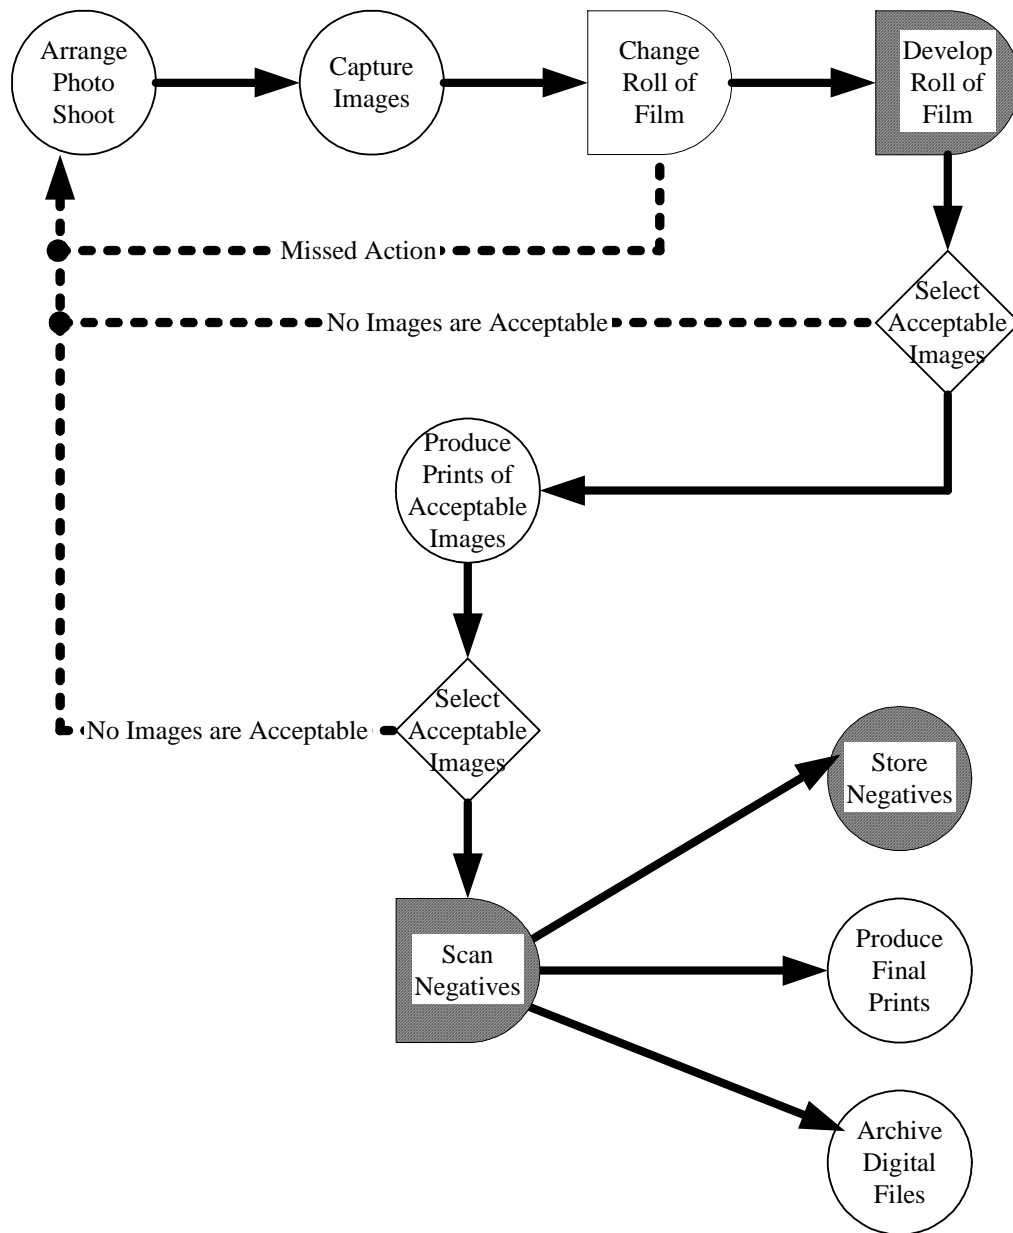 Arrange
Photo
Shoot
Capture
Images
Change
Roll of
Film
Develop
Roll of
Film
Missed Action
Select
Acceptable
Images
No Images are Acceptable
Produce
Prints of
Acceptable
Images
Select
Acceptable
Images
No Images are Acceptable
Store
Negatives
Scan
Negatives
Produce
Final
Prints
Archive
Digital
Files